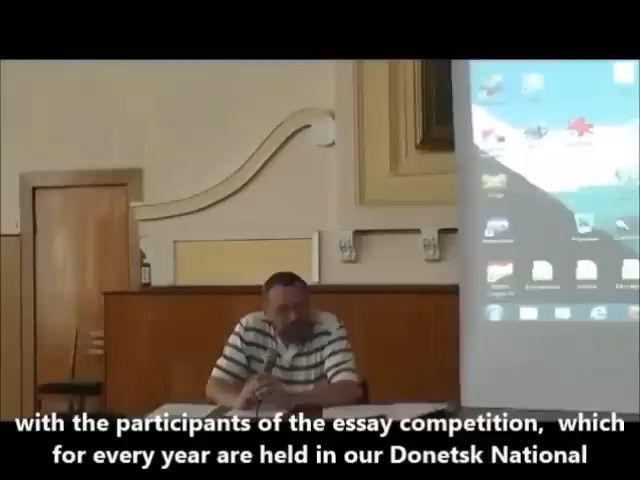 with the participants of the essay competition, which
for every year are held in our Donetsk National